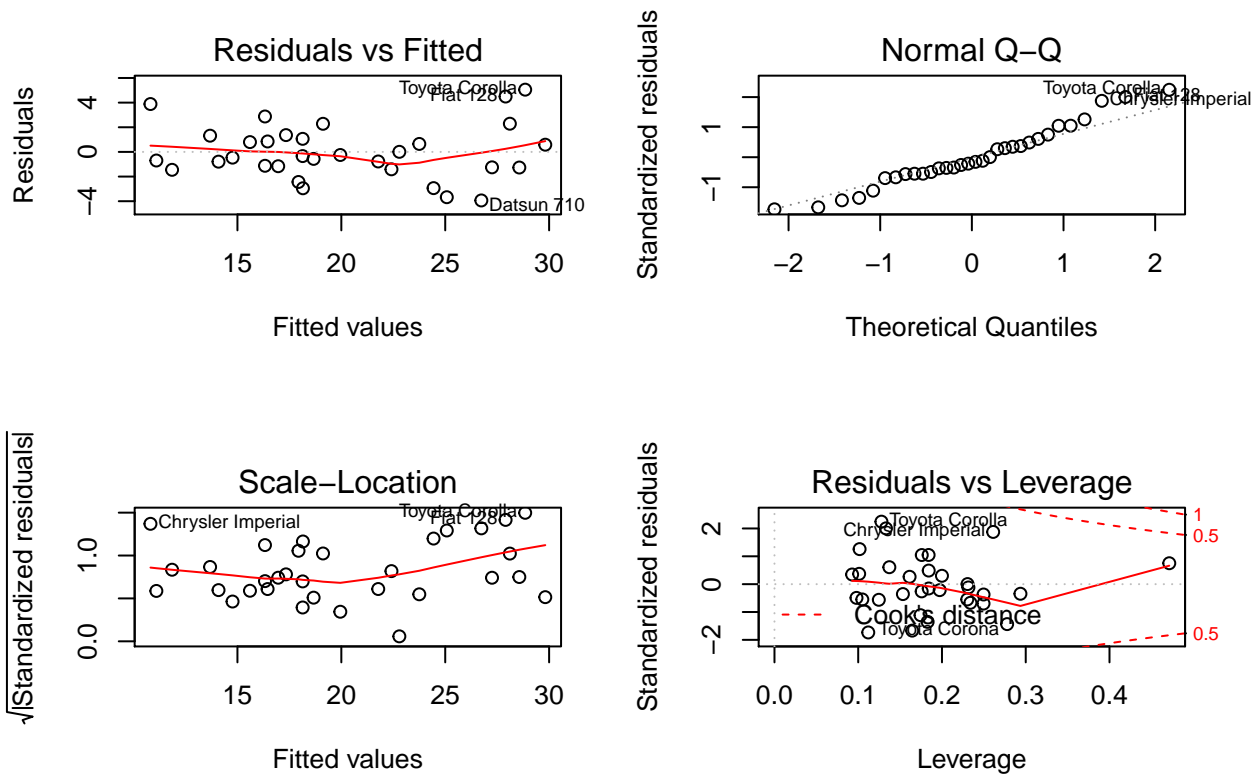 Residuals vs Fitted
Residuals
4
0
−4
Toyota Corolla
Fiat 128
Datsun 710
15 20 25 30
Fitted values
Normal Q−Q
Standardized residuals
1
−1
Toyota Corolla
Fiat 128
Chrysler Imperial
−2 −1 0 1 2
Theoretical Quantiles
Scale−Location
√|Standardized residuals|
1.0
0.0
Toyota Corolla
Fiat 128
Chrysler Imperial
15 20 25 30
Fitted values
Residuals vs Leverage
Standardized residuals
2
0
−2
Toyota Corolla
Chrysler Imperial
Cook's distance
Toyota Corona
1
0.5
0.5
0.0 0.1 0.2 0.3 0.4
Leverage